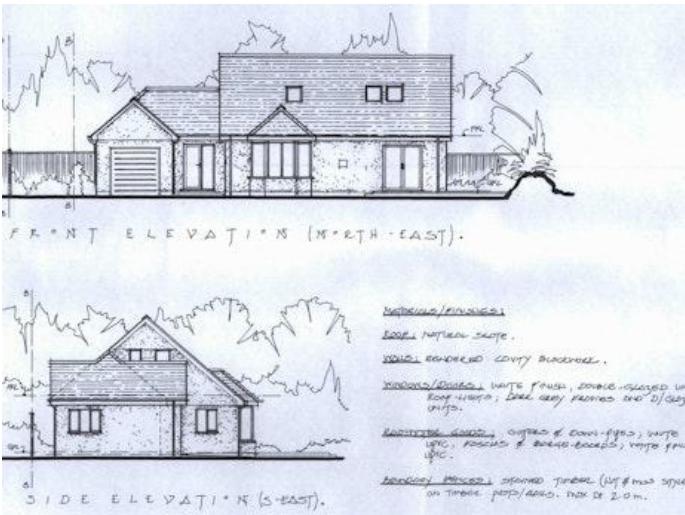 FRONT ELEVATION (NORTH-EAST).
SIDE ELEVATION (S-EAST).
MATERIALS/FINISHES:
ROOF: NATURAL SLATE.
WALLS: RENDERED CAVITY BLOCKWORK.
WINDOWS/DOORS: WHITE FINISH, DOUBLE-GLAZED
ROOF-LIGHTS; DARK GREY FRAMES AND
UNITS.
RAINWATER GOODS: GUTTERS & DOWN-PIPES; WHITE
UPVC, FASCIAS & BARGE-BOARDS; WHITE
UPVC.
BOUNDARY FENCES: STAINED TIMBER
ON TIMBER POSTS/RAILS. MAX HT 2.0m.